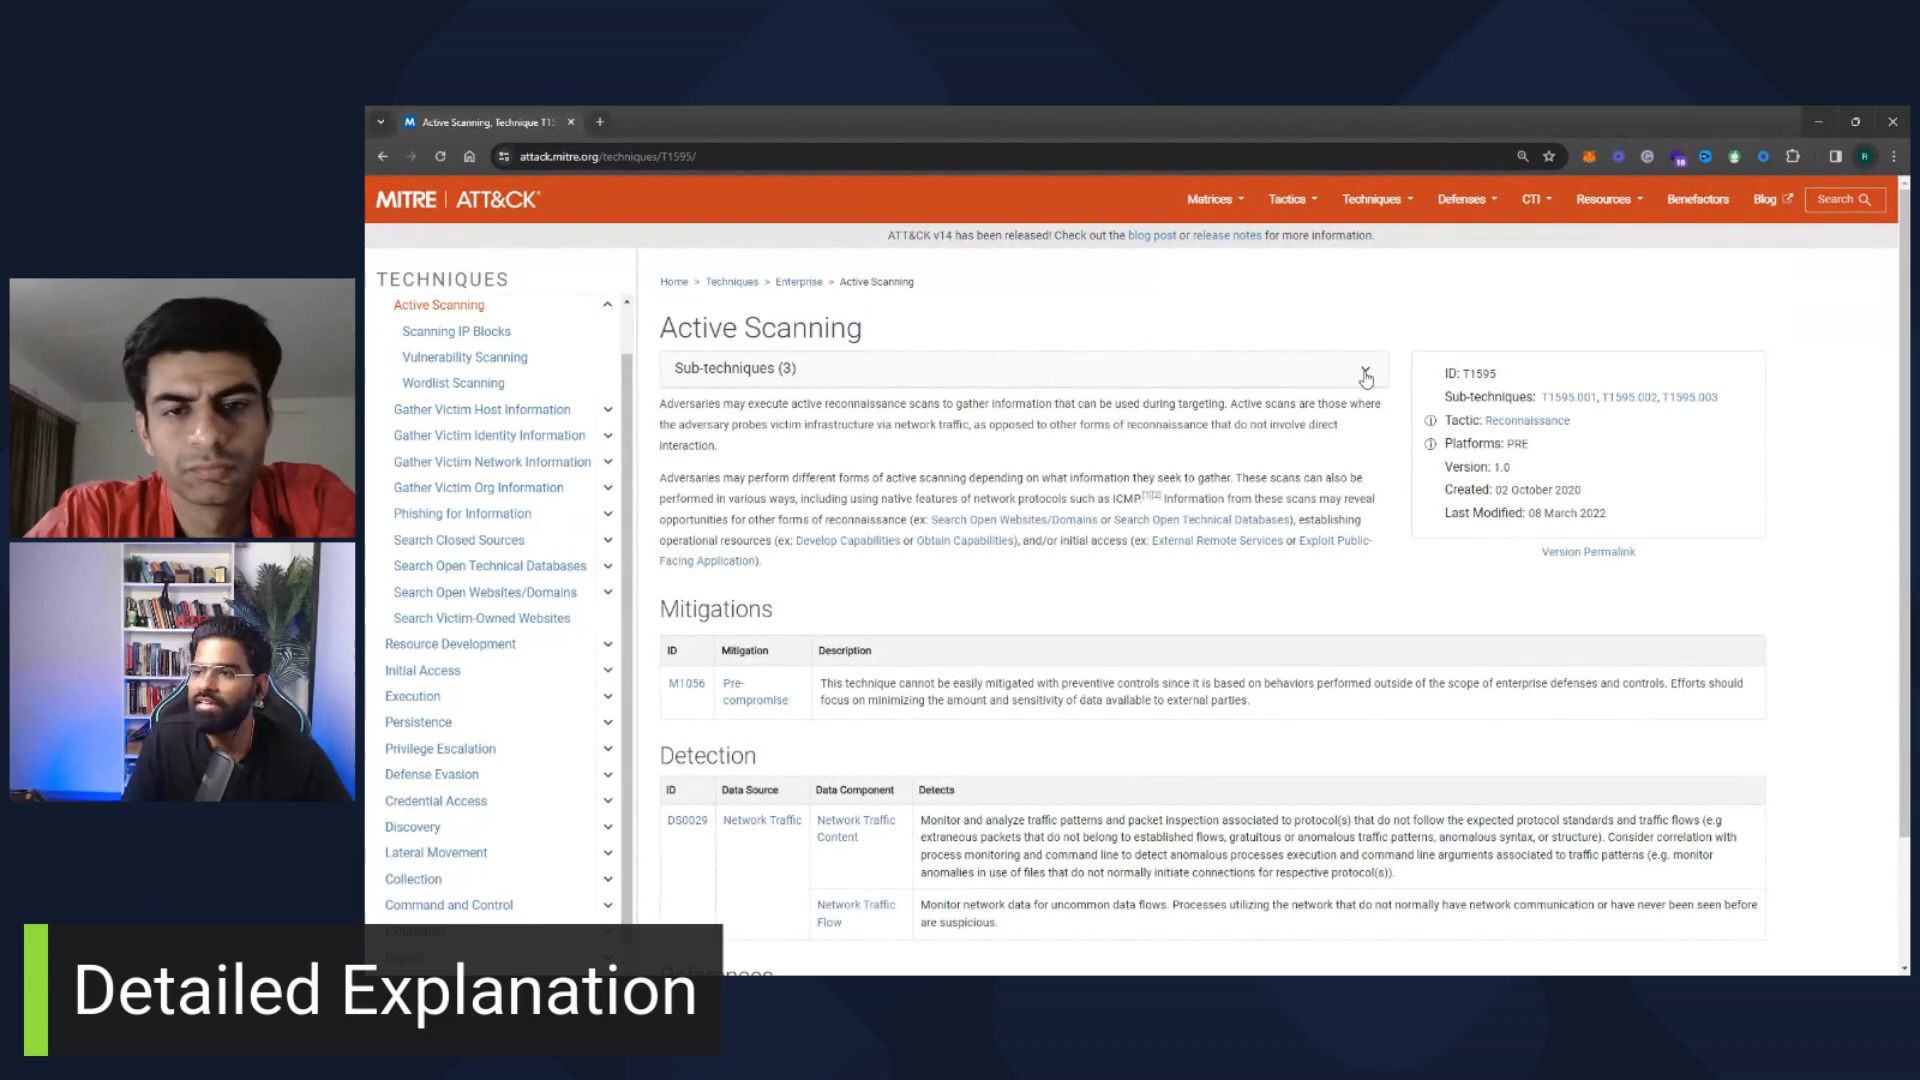 Active Scanning, Technique T15
attack.mitre.org/techniques/T1595/
MITRE | ATT&CK®
Matrices
Tactics
Techniques
Defenses
CTI
Resources
Benefactors
Blog
Search
ATT&CK v14 has been released! Check out the blog post or release notes for more information.
TECHNIQUES
Active Scanning
Scanning IP Blocks
Vulnerability Scanning
Wordlist Scanning
Gather Victim Host Information
Gather Victim Identity Information
Gather Victim Network Information
Gather Victim Org Information
Phishing for Information
Search Closed Sources
Search Open Technical Databases
Search Open Websites/Domains
Search Victim-Owned Websites
Resource Development
Initial Access
Execution
Persistence
Privilege Escalation
Defense Evasion
Credential Access
Discovery
Lateral Movement
Collection
Command and Control
Exfiltration
Impact
Home > Techniques > Enterprise > Active Scanning
Active Scanning
Sub-techniques (3)
Adversaries may execute active reconnaissance scans to gather information that can be used during targeting. Active scans are those where
the adversary probes victim infrastructure via network traffic, as opposed to other forms of reconnaissance that do not involve direct
interaction.
Adversaries may perform different forms of active scanning depending on what information they seek to gather. These scans can also be
performed in various ways, including using native features of network protocols such as ICMP.[1][2] Information from these scans may reveal
opportunities for other forms of reconnaissance (ex: Search Open Websites/Domains or Search Open Technical Databases), establishing
operational resources (ex: Develop Capabilities or Obtain Capabilities), and/or initial access (ex: External Remote Services or Exploit Public-
Facing Application).
ID: T1595
Sub-techniques: T1595.001, T1595.002, T1595.003
Tactic: Reconnaissance
Platforms: PRE
Version: 1.0
Created: 02 October 2020
Last Modified: 08 March 2022
Version Permalink
Mitigations
ID Mitigation Description
M1056 Pre-
compromise
This technique cannot be easily mitigated with preventive controls since it is based on behaviors performed outside of the scope of enterprise defenses and controls. Efforts should
focus on minimizing the amount and sensitivity of data available to external parties.
Detection
ID Data Source Data Component Detects
DS0029 Network Traffic Network Traffic
Content
Monitor and analyze traffic patterns and packet inspection associated to protocol(s) that do not follow the expected protocol standards and traffic flows (e.g
extraneous packets that do not belong to established flows, gratuitous or anomalous traffic patterns, anomalous syntax, or structure). Consider correlation with
process monitoring and command line to detect anomalous processes execution and command line arguments associated to traffic patterns (e.g. monitor
anomalies in use of files that do not normally initiate connections for respective protocol(s)).
Network Traffic
Flow
Monitor network data for uncommon data flows. Processes utilizing the network that do not normally have network communication or have never been seen before
are suspicious.
References
Detailed Explanation